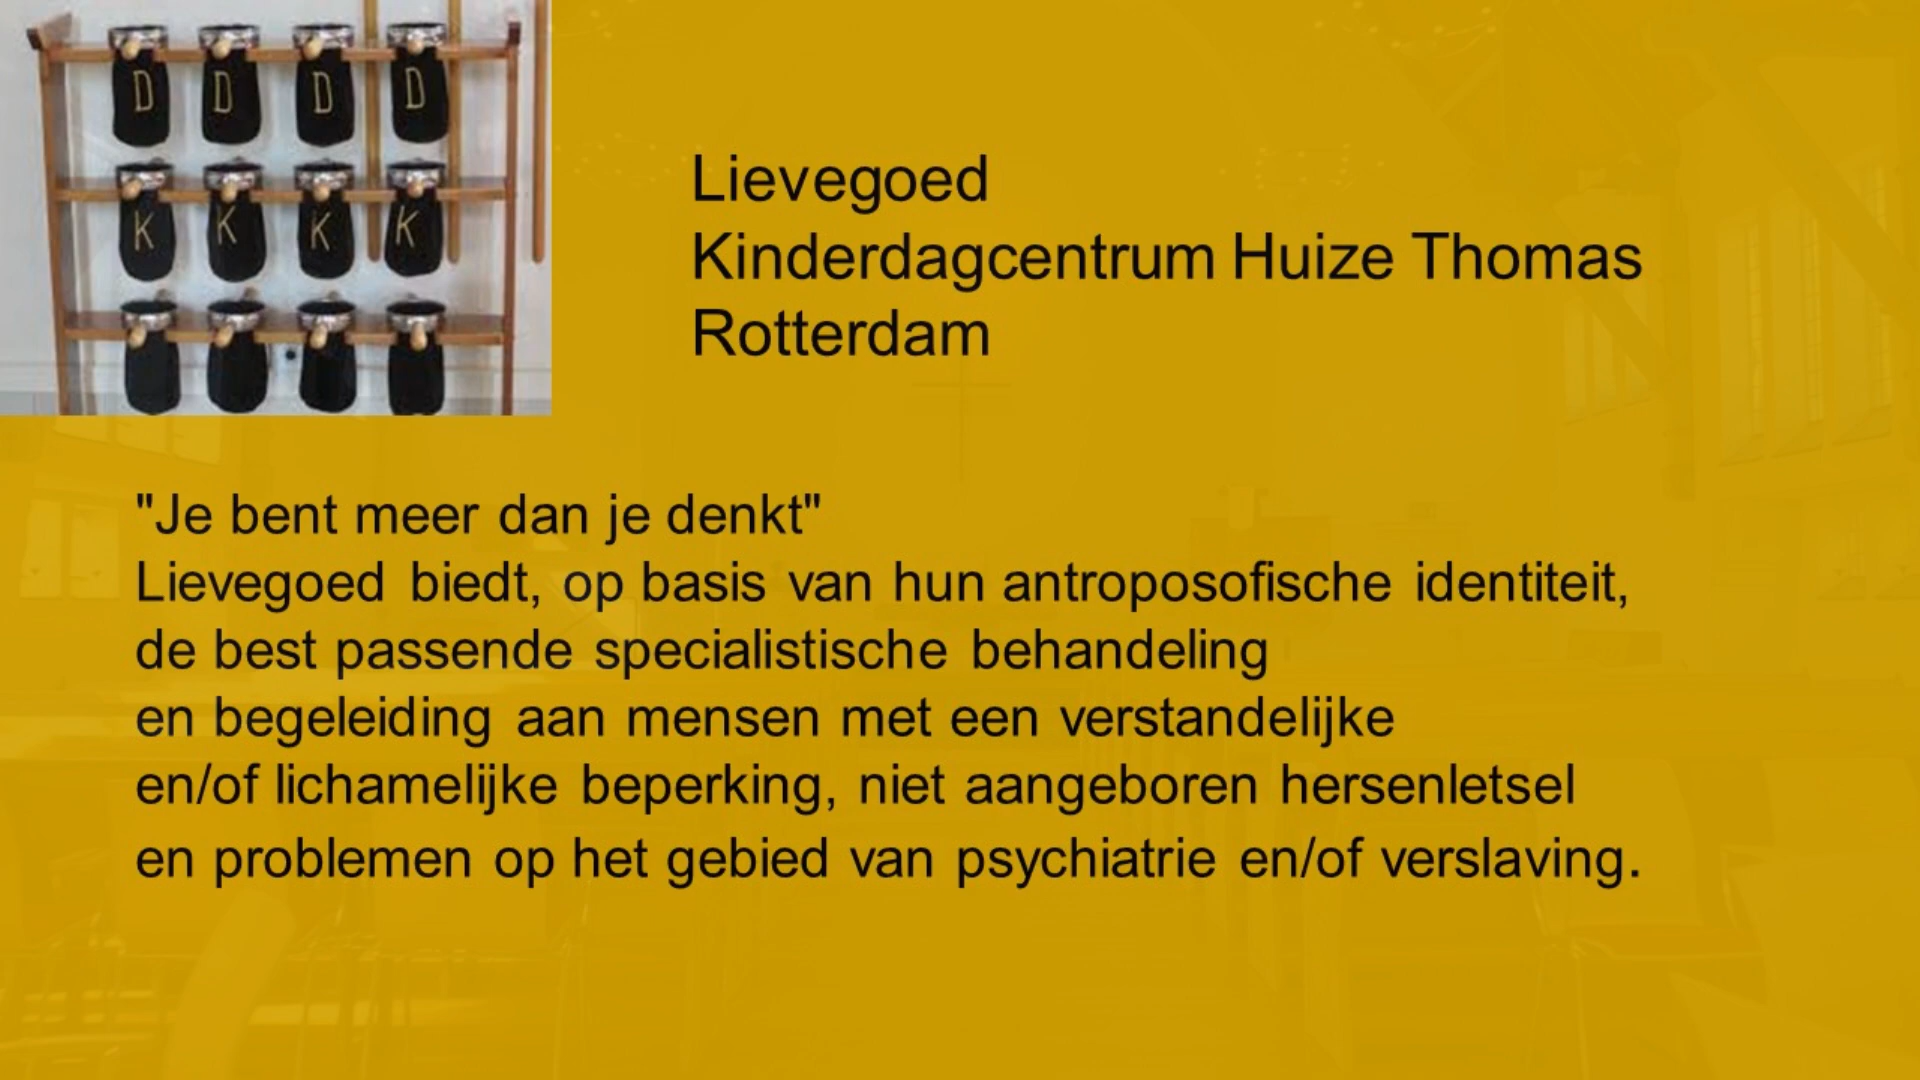 D D D D
K K K K
Lievegoed
Kinderdagcentrum Huize Thomas
Rotterdam
"Je bent meer dan je denkt"
Lievegoed biedt, op basis van hun antroposofische identiteit,
de best passende specialistische behandeling
en begeleiding aan mensen met een verstandelijke
en/of lichamelijke beperking, niet aangeboren hersenletsel
en problemen op het gebied van psychiatrie en/of verslaving.